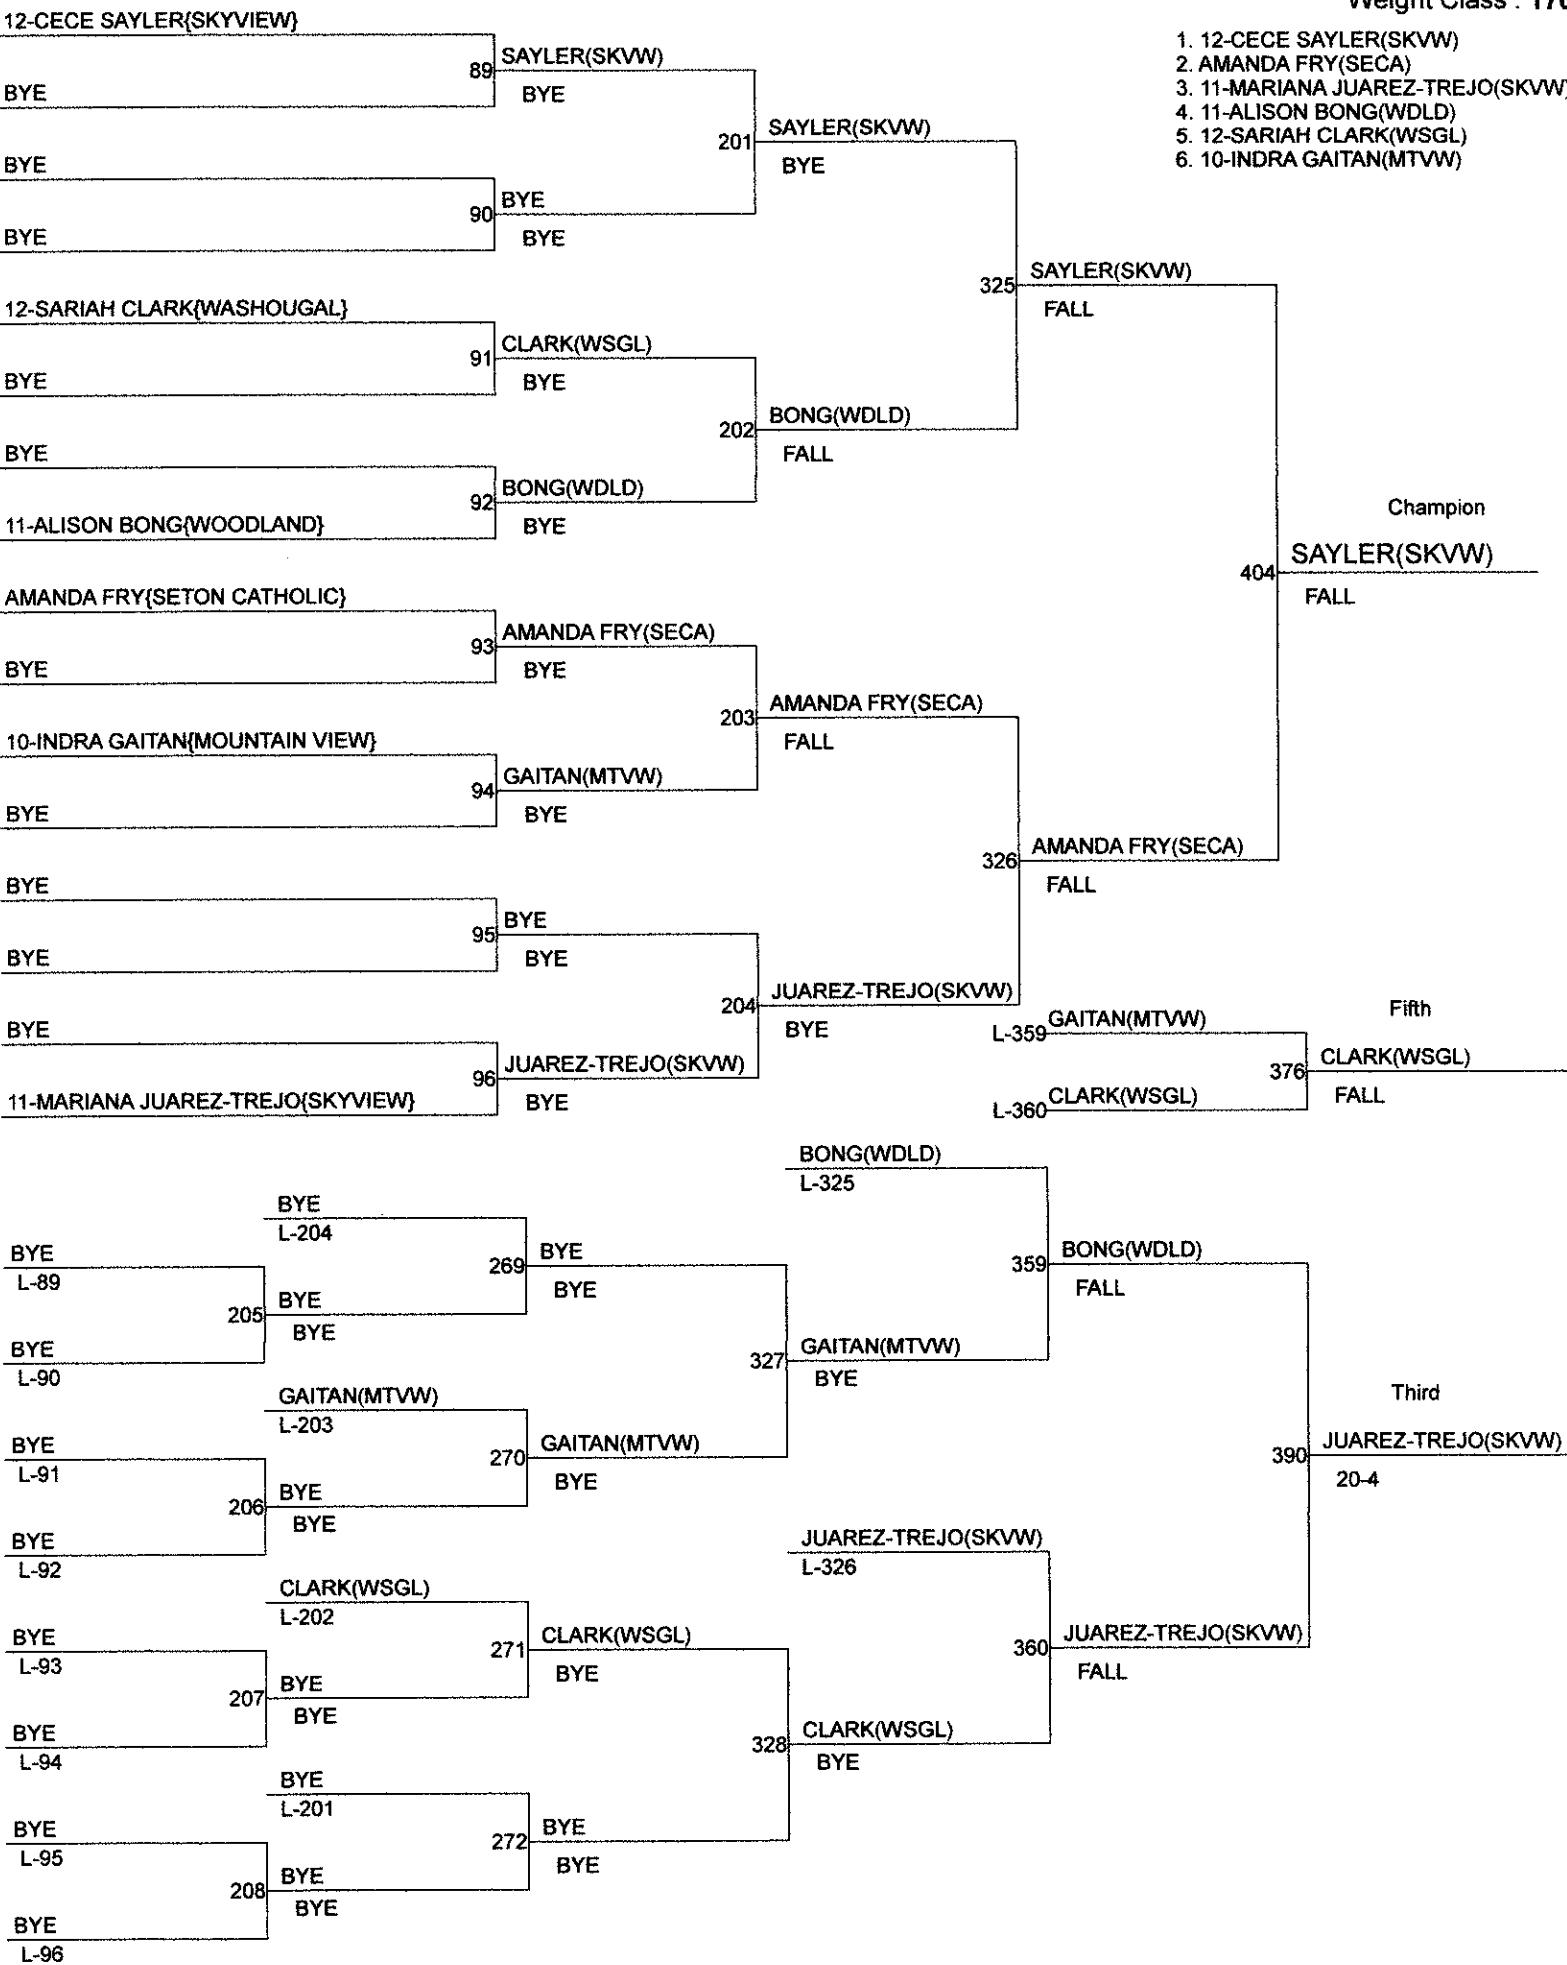 Weight Class :
1. 12-CECE SAYLER(SKVW)
2. AMANDA FRY(SECA)
3. 11-MARIANA JUAREZ-TREJO(SKVW)
4. 11-ALISON BONG(WDLD)
5. 12-SARIAH CLARK(WSGL)
6. 10-INDRA GAITAN(MTVW)
12-CECE SAYLER{SKYVIEW}
89 SAYLER(SKVW)
BYE
BYE
201 SAYLER(SKVW)
BYE
BYE
90 BYE
BYE
BYE
325 SAYLER(SKVW)
FALL
12-SARIAH CLARK{WASHOUGAL}
91 CLARK(WSGL)
BYE
BYE
202 BONG(WDLD)
FALL
BYE
92 BONG(WDLD)
BYE
11-ALISON BONG{WOODLAND}
Champion
404 SAYLER(SKVW)
FALL
AMANDA FRY{SETON CATHOLIC}
93 AMANDA FRY(SECA)
BYE
BYE
203 AMANDA FRY(SECA)
FALL
10-INDRA GAITAN{MOUNTAIN VIEW}
94 GAITAN(MTVW)
BYE
BYE
326 AMANDA FRY(SECA)
FALL
BYE
95 BYE
BYE
BYE
204 JUAREZ-TREJO(SKVW)
BYE
BYE
96 JUAREZ-TREJO(SKVW)
BYE
11-MARIANA JUAREZ-TREJO{SKYVIEW}
Fifth
L-359 GAITAN(MTVW)
376 CLARK(WSGL)
FALL
L-360 CLARK(WSGL)
BONG(WDLD)
L-325
BYE
L-204
BYE
L-89
269 BYE
BYE
359 BONG(WDLD)
FALL
205 BYE
BYE
BYE
L-90
327 GAITAN(MTVW)
BYE
GAITAN(MTVW)
L-203
Third
BYE
L-91
270 GAITAN(MTVW)
BYE
390 JUAREZ-TREJO(SKVW)
20-4
206 BYE
BYE
BYE
L-92
JUAREZ-TREJO(SKVW)
L-326
CLARK(WSGL)
L-202
BYE
L-93
271 CLARK(WSGL)
BYE
360 JUAREZ-TREJO(SKVW)
FALL
207 BYE
BYE
BYE
L-94
328 CLARK(WSGL)
BYE
BYE
L-201
BYE
L-95
272 BYE
BYE
208 BYE
BYE
BYE
L-96